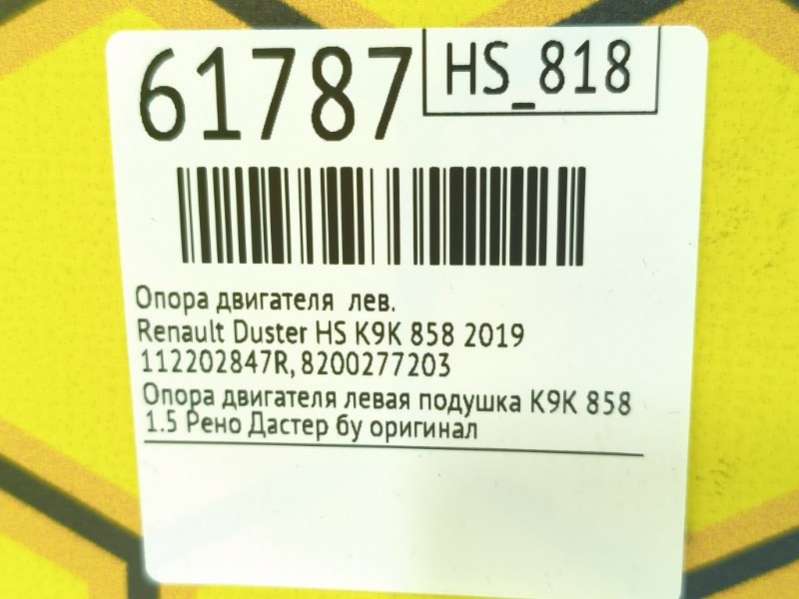 61787
HS_818
Опора двигателя лев.
Renault Duster HS K9K 858 2019
112202847R, 8200277203
Опора двигателя левая подушка K9K 858
1.5 Рено Дастер бу оригинал